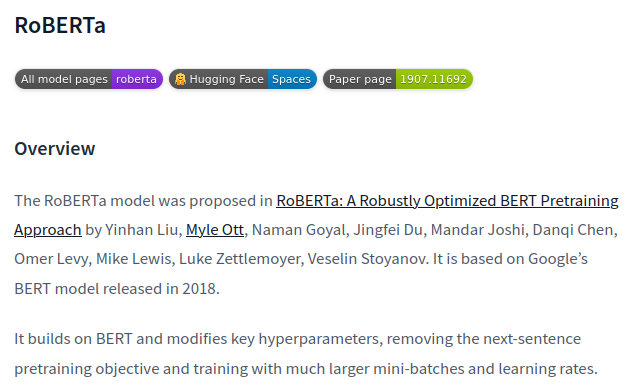 RoBERTa
All model pages roberta Hugging Face Spaces Paper page 1907.11692
Overview
The RoBERTa model was proposed in RoBERTa: A Robustly Optimized BERT Pretraining
Approach by Yinhan Liu, Myle Ott, Naman Goyal, Jingfei Du, Mandar Joshi, Danqi Chen,
Omer Levy, Mike Lewis, Luke Zettlemoyer, Veselin Stoyanov. It is based on Google’s
BERT model released in 2018.
It builds on BERT and modifies key hyperparameters, removing the next-sentence
pretraining objective and training with much larger mini-batches and learning rates.